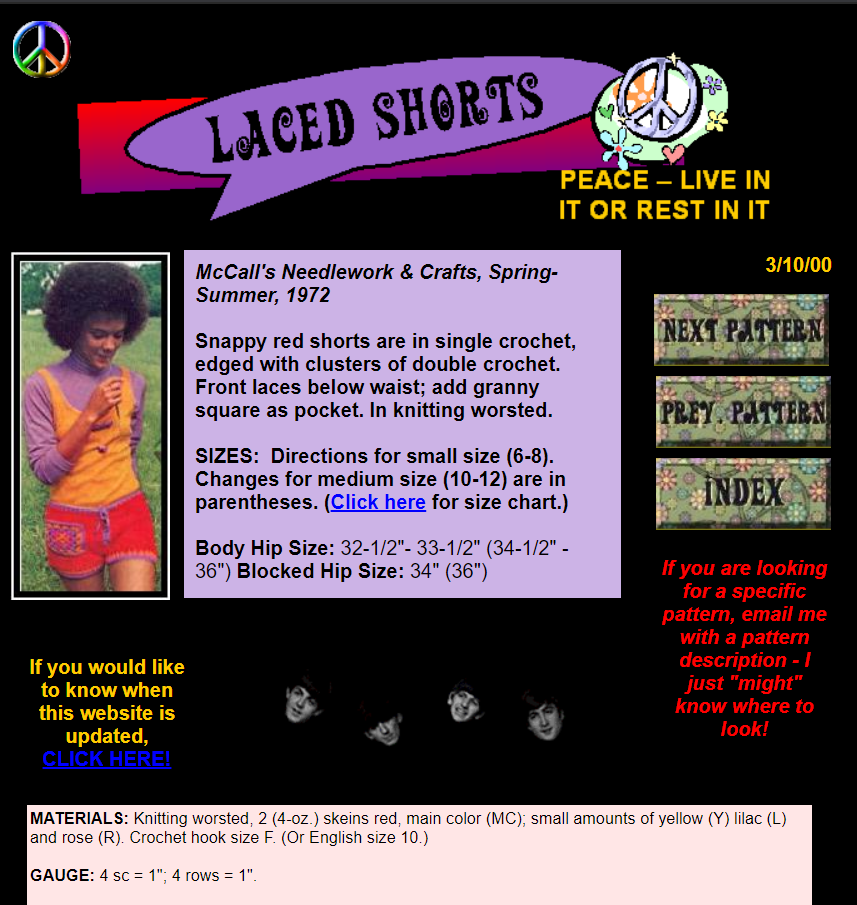 LACED SHORTS
PEACE – LIVE IN
IT OR REST IN IT
McCall's Needlework & Crafts, Spring-
Summer, 1972
Snappy red shorts are in single crochet,
edged with clusters of double crochet.
Front laces below waist; add granny
square as pocket. In knitting worsted.
SIZES:  Directions for small size (6-8).
Changes for medium size (10-12) are in
parentheses. (Click here for size chart.)
Body Hip Size: 32-1/2"- 33-1/2" (34-1/2" -
36") Blocked Hip Size: 34" (36")
3/10/00
NEXT PATTERN
PREV. PATTERN
INDEX
If you are looking
for a specific
pattern, email me
with a pattern
description - I
just "might"
know where to
look!
If you would like
to know when
this website is
updated,
CLICK HERE!
MATERIALS: Knitting worsted, 2 (4-oz.) skeins red, main color (MC); small amounts of yellow (Y) lilac (L)
and rose (R). Crochet hook size F. (Or English size 10.)
GAUGE: 4 sc = 1"; 4 rows = 1".